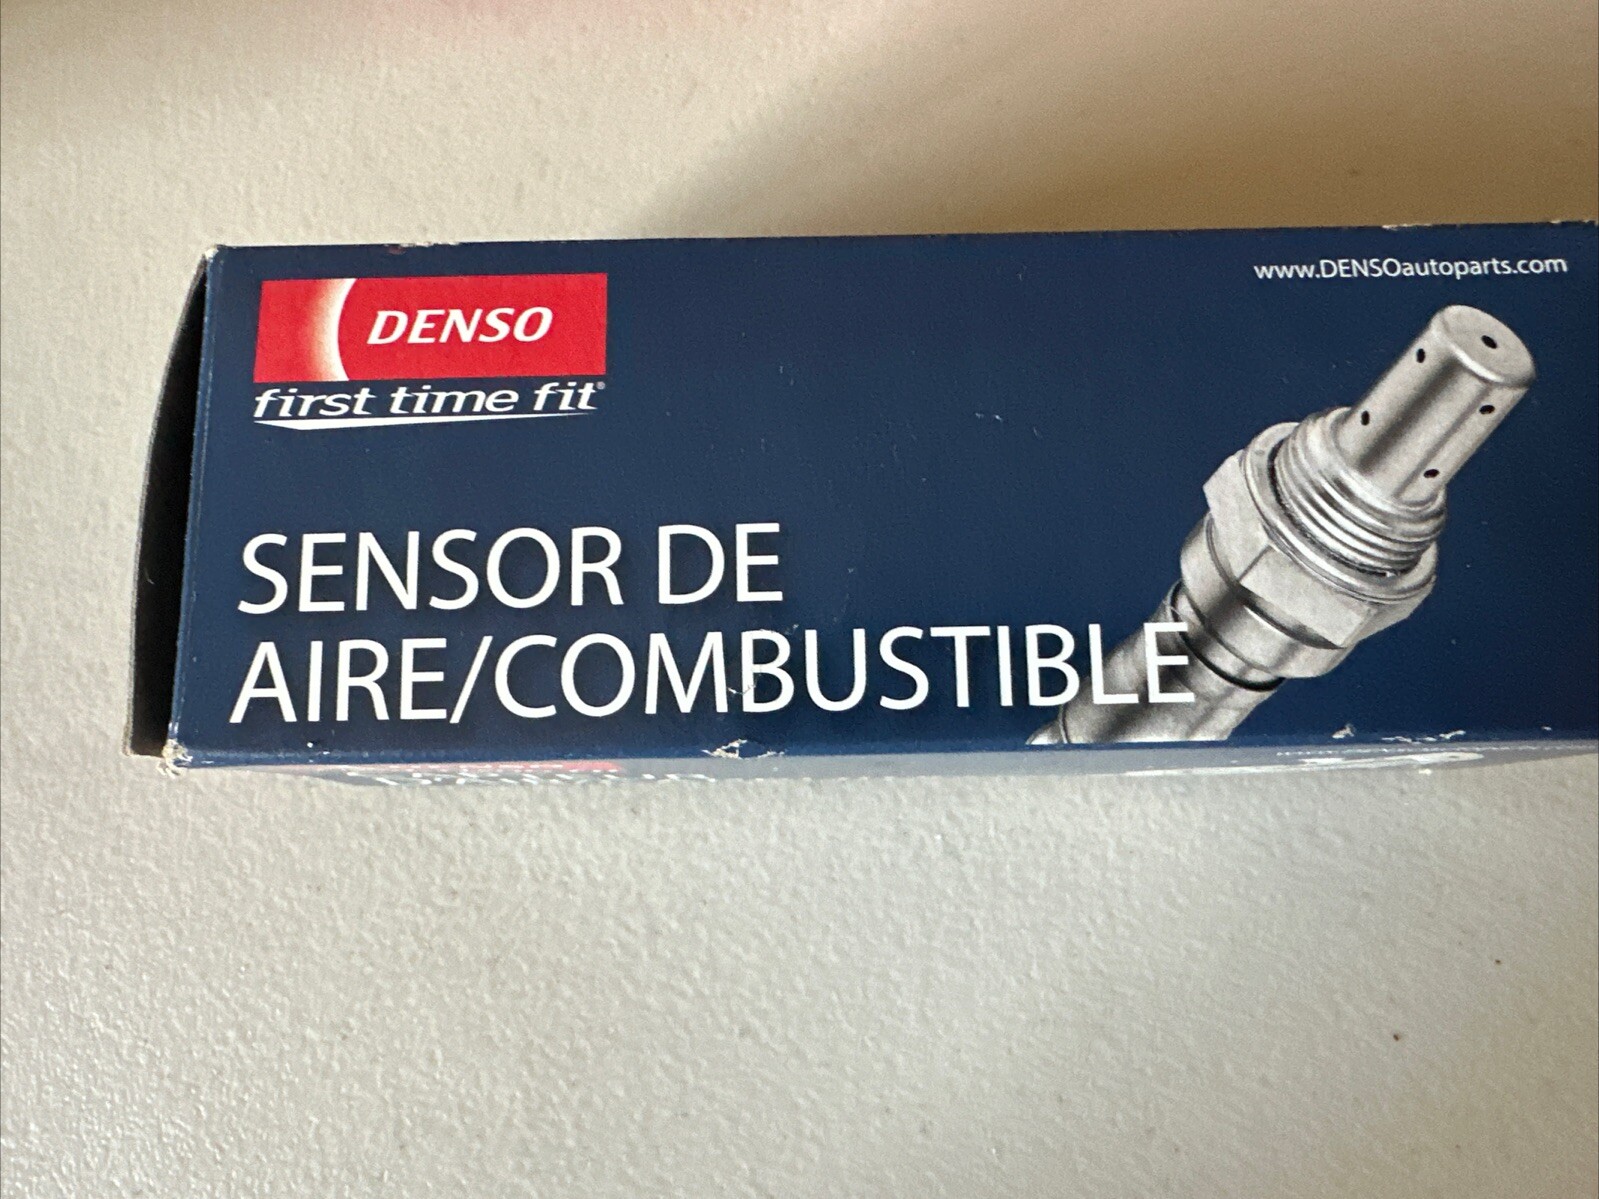 DENSO
first time fit®
www.DENSOautoparts.com
SENSOR DE
AIRE/COMBUSTIBLE